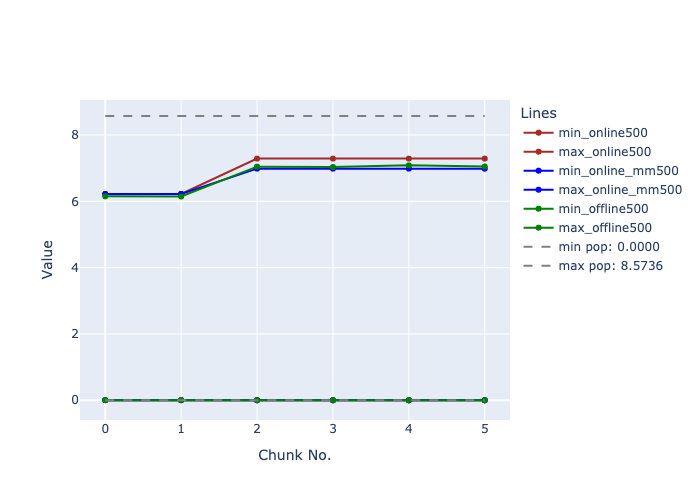 Lines
min_online500
max_online500
min_online_mm500
max_online_mm500
min_offline500
max_offline500
min pop: 0.0000
max pop: 8.5736
Value
8
6
4
2
0
0 1 2 3 4 5
Chunk No.